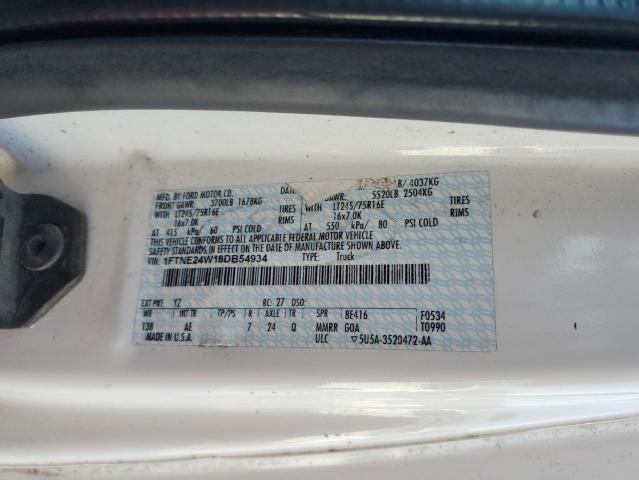 MFD. BY FORD MOTOR CO. B/ 4037KG
FRONT GAWR: 3700LB 1678KG GAWR: 5520LB 2504KG
WITH LT245/75R16E TIRES WITH LT245/75R16E TIRES
16x7.0K RIMS 16x7.0K RIMS
AT 415 kPa/ 60 PSI COLD AT 550 kPa/ 80 PSI COLD
THIS VEHICLE CONFORMS TO ALL APPLICABLE FEDERAL MOTOR VEHICLE
SAFETY STANDARDS IN EFFECT ON THE DATE OF MANUFACTURE SHOWN ABOVE.
VIN: 1FTNE24W18DB54934 TYPE: Truck
EXT PNT: YZ RC: 27 DSO:
WB INT TR TP/PS R AXLE TR SPR 8E416 F0534
138 AE 7 24 Q MMRR GOA T0990
MADE IN U.S.A. ULC ▽5U5A-3520472-AA